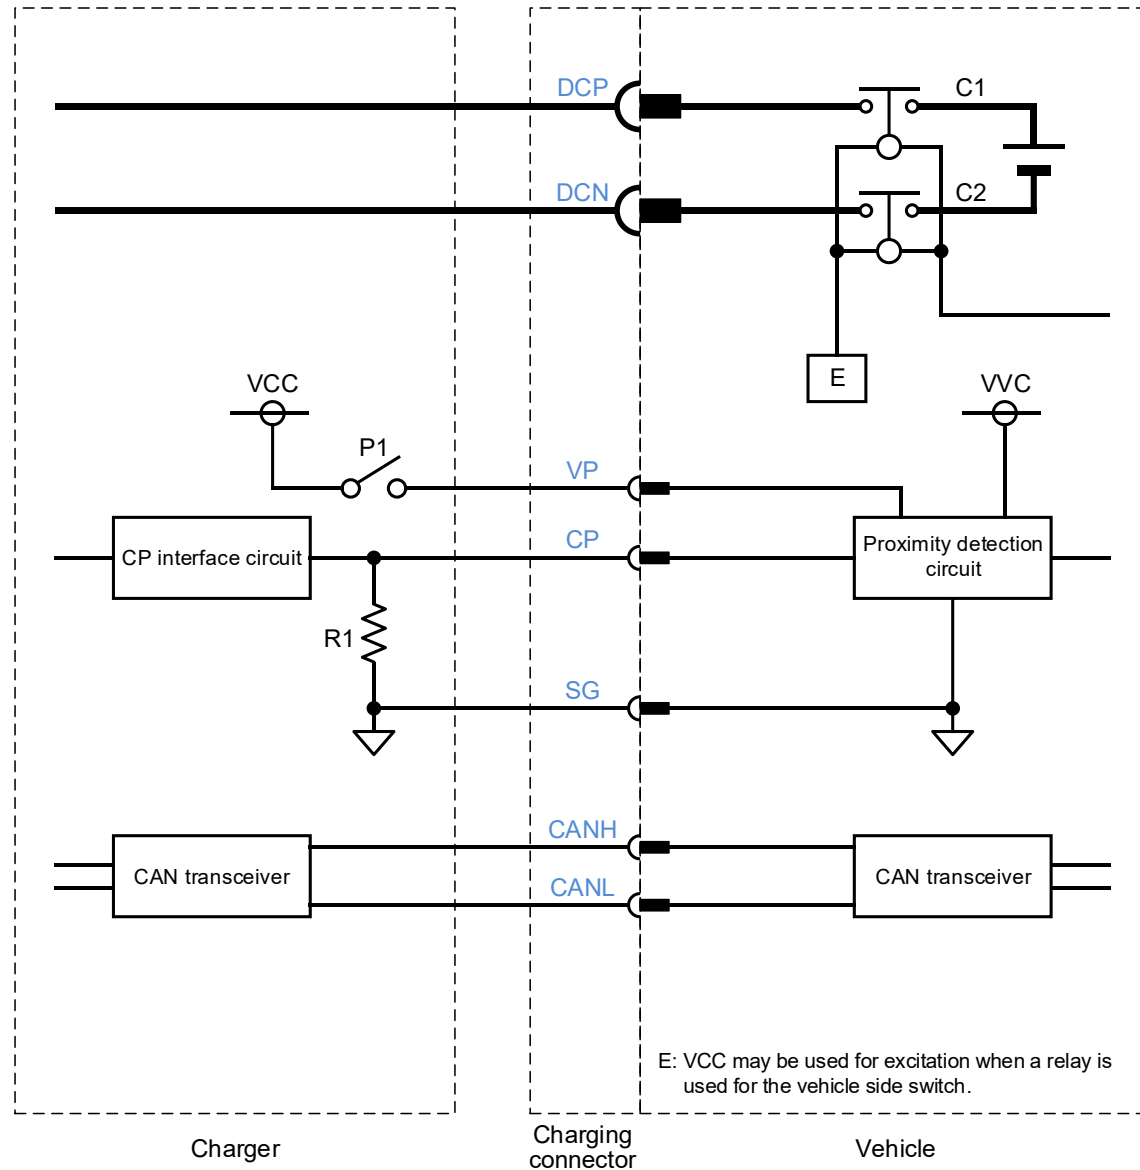 DCP
C1
DCN
C2
E
VCC
VVC
P1
VP
CP interface circuit
CP
Proximity detection
circuit
R1
SG
CANH
CAN transceiver
CANL
CAN transceiver
E: VCC may be used for excitation when a relay is
used for the vehicle side switch.
Charger
Charging
connector
Vehicle